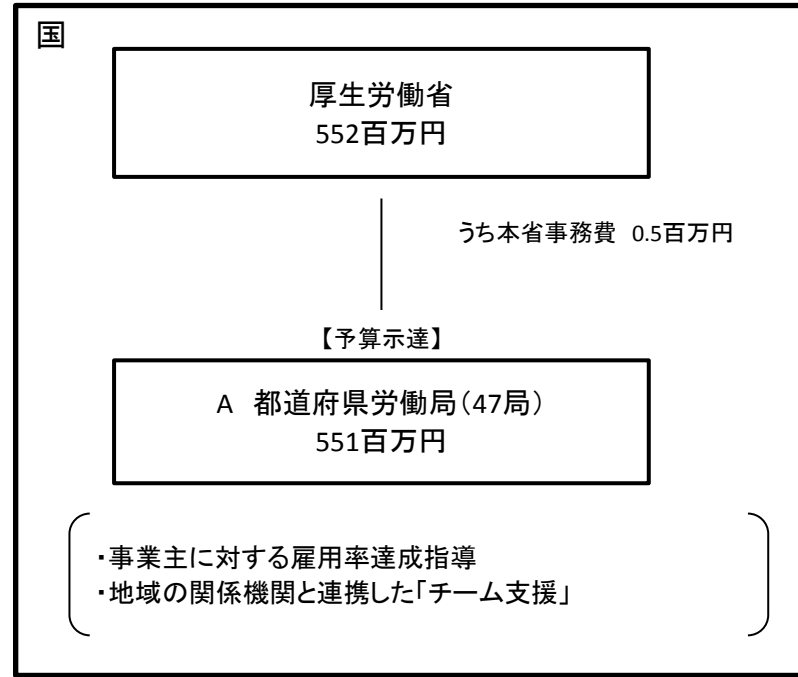 国
厚生労働省
552百万円
うち本省事務費 0.5百万円
【予算示達】
A 都道府県労働局（47局）
551百万円
・事業主に対する雇用率達成指導
・地域の関係機関と連携した「チーム支援」